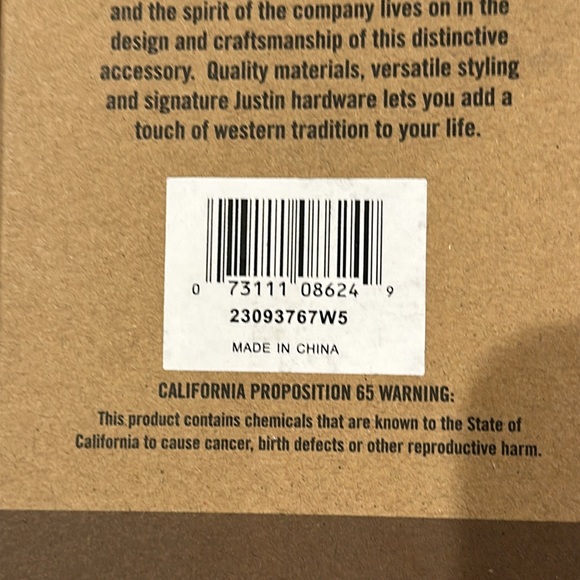 and the spirit of the company lives on in the
design and craftsmanship of this distinctive
accessory. Quality materials, versatile styling
and signature Justin hardware lets you add a
touch of western tradition to your life.
0 73111 08624 9
23093767W5
MADE IN CHINA
CALIFORNIA PROPOSITION 65 WARNING:
This product contains chemicals that are known to the State of
California to cause cancer, birth defects or other reproductive harm.